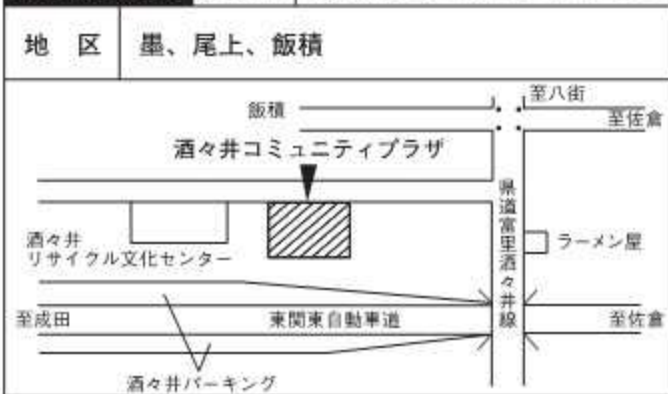 地区 墨、尾上、飯積
至八街
飯積
至佐倉
酒々井コミュニティプラザ
県道富里酒々井線
ラーメン屋
酒々井
リサイクル文化センター
至成田
東関東自動車道
至佐倉
酒々井パーキング